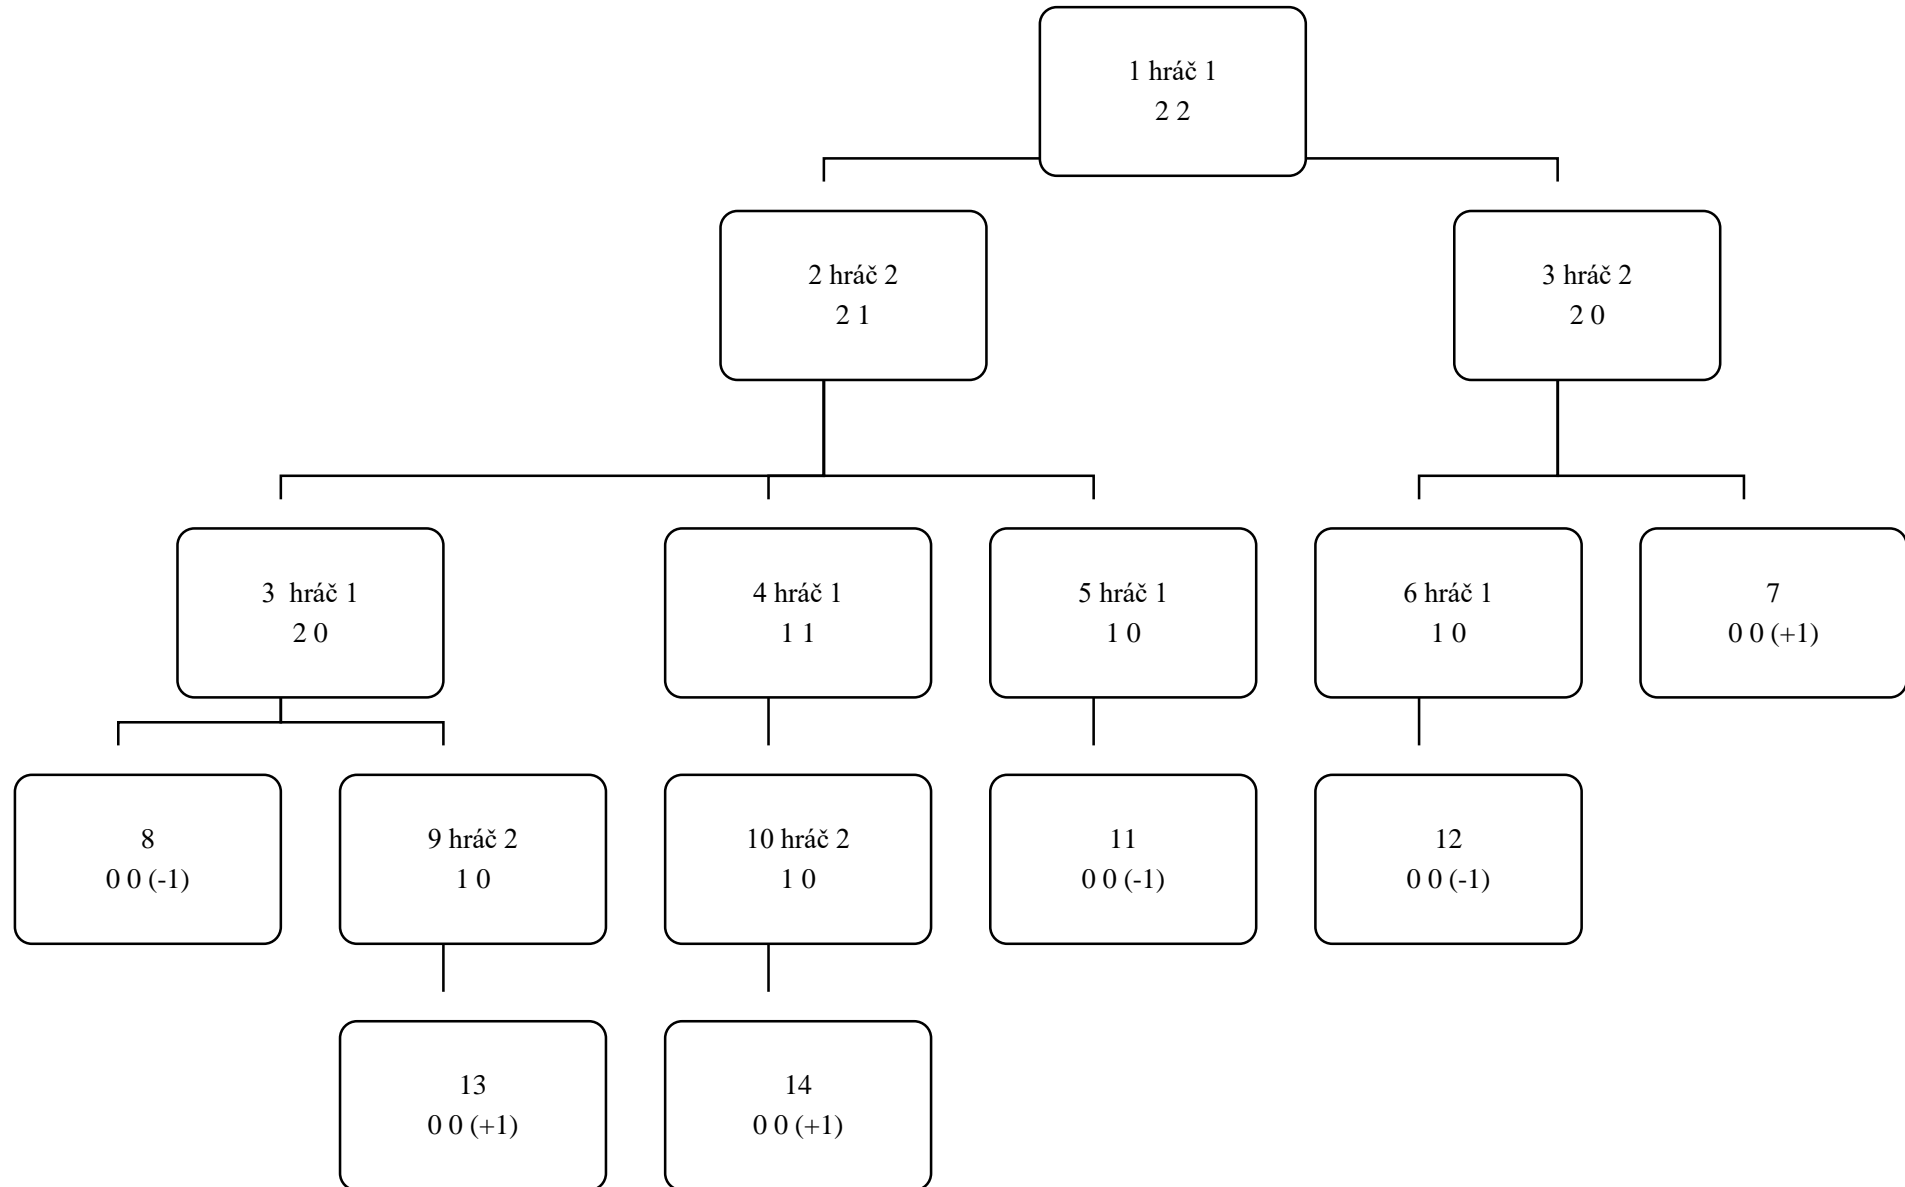 1 hráč 1
2 2
2 hráč 2
2 1
3 hráč 2
2 0
3  hráč 1
2 0
4 hráč 1
1 1
5 hráč 1
1 0
6 hráč 1
1 0
7
0 0 (+1)
8
0 0 (-1)
9 hráč 2
1 0
10 hráč 2
1 0
11
0 0 (-1)
12
0 0 (-1)
13
0 0 (+1)
14
0 0 (+1)